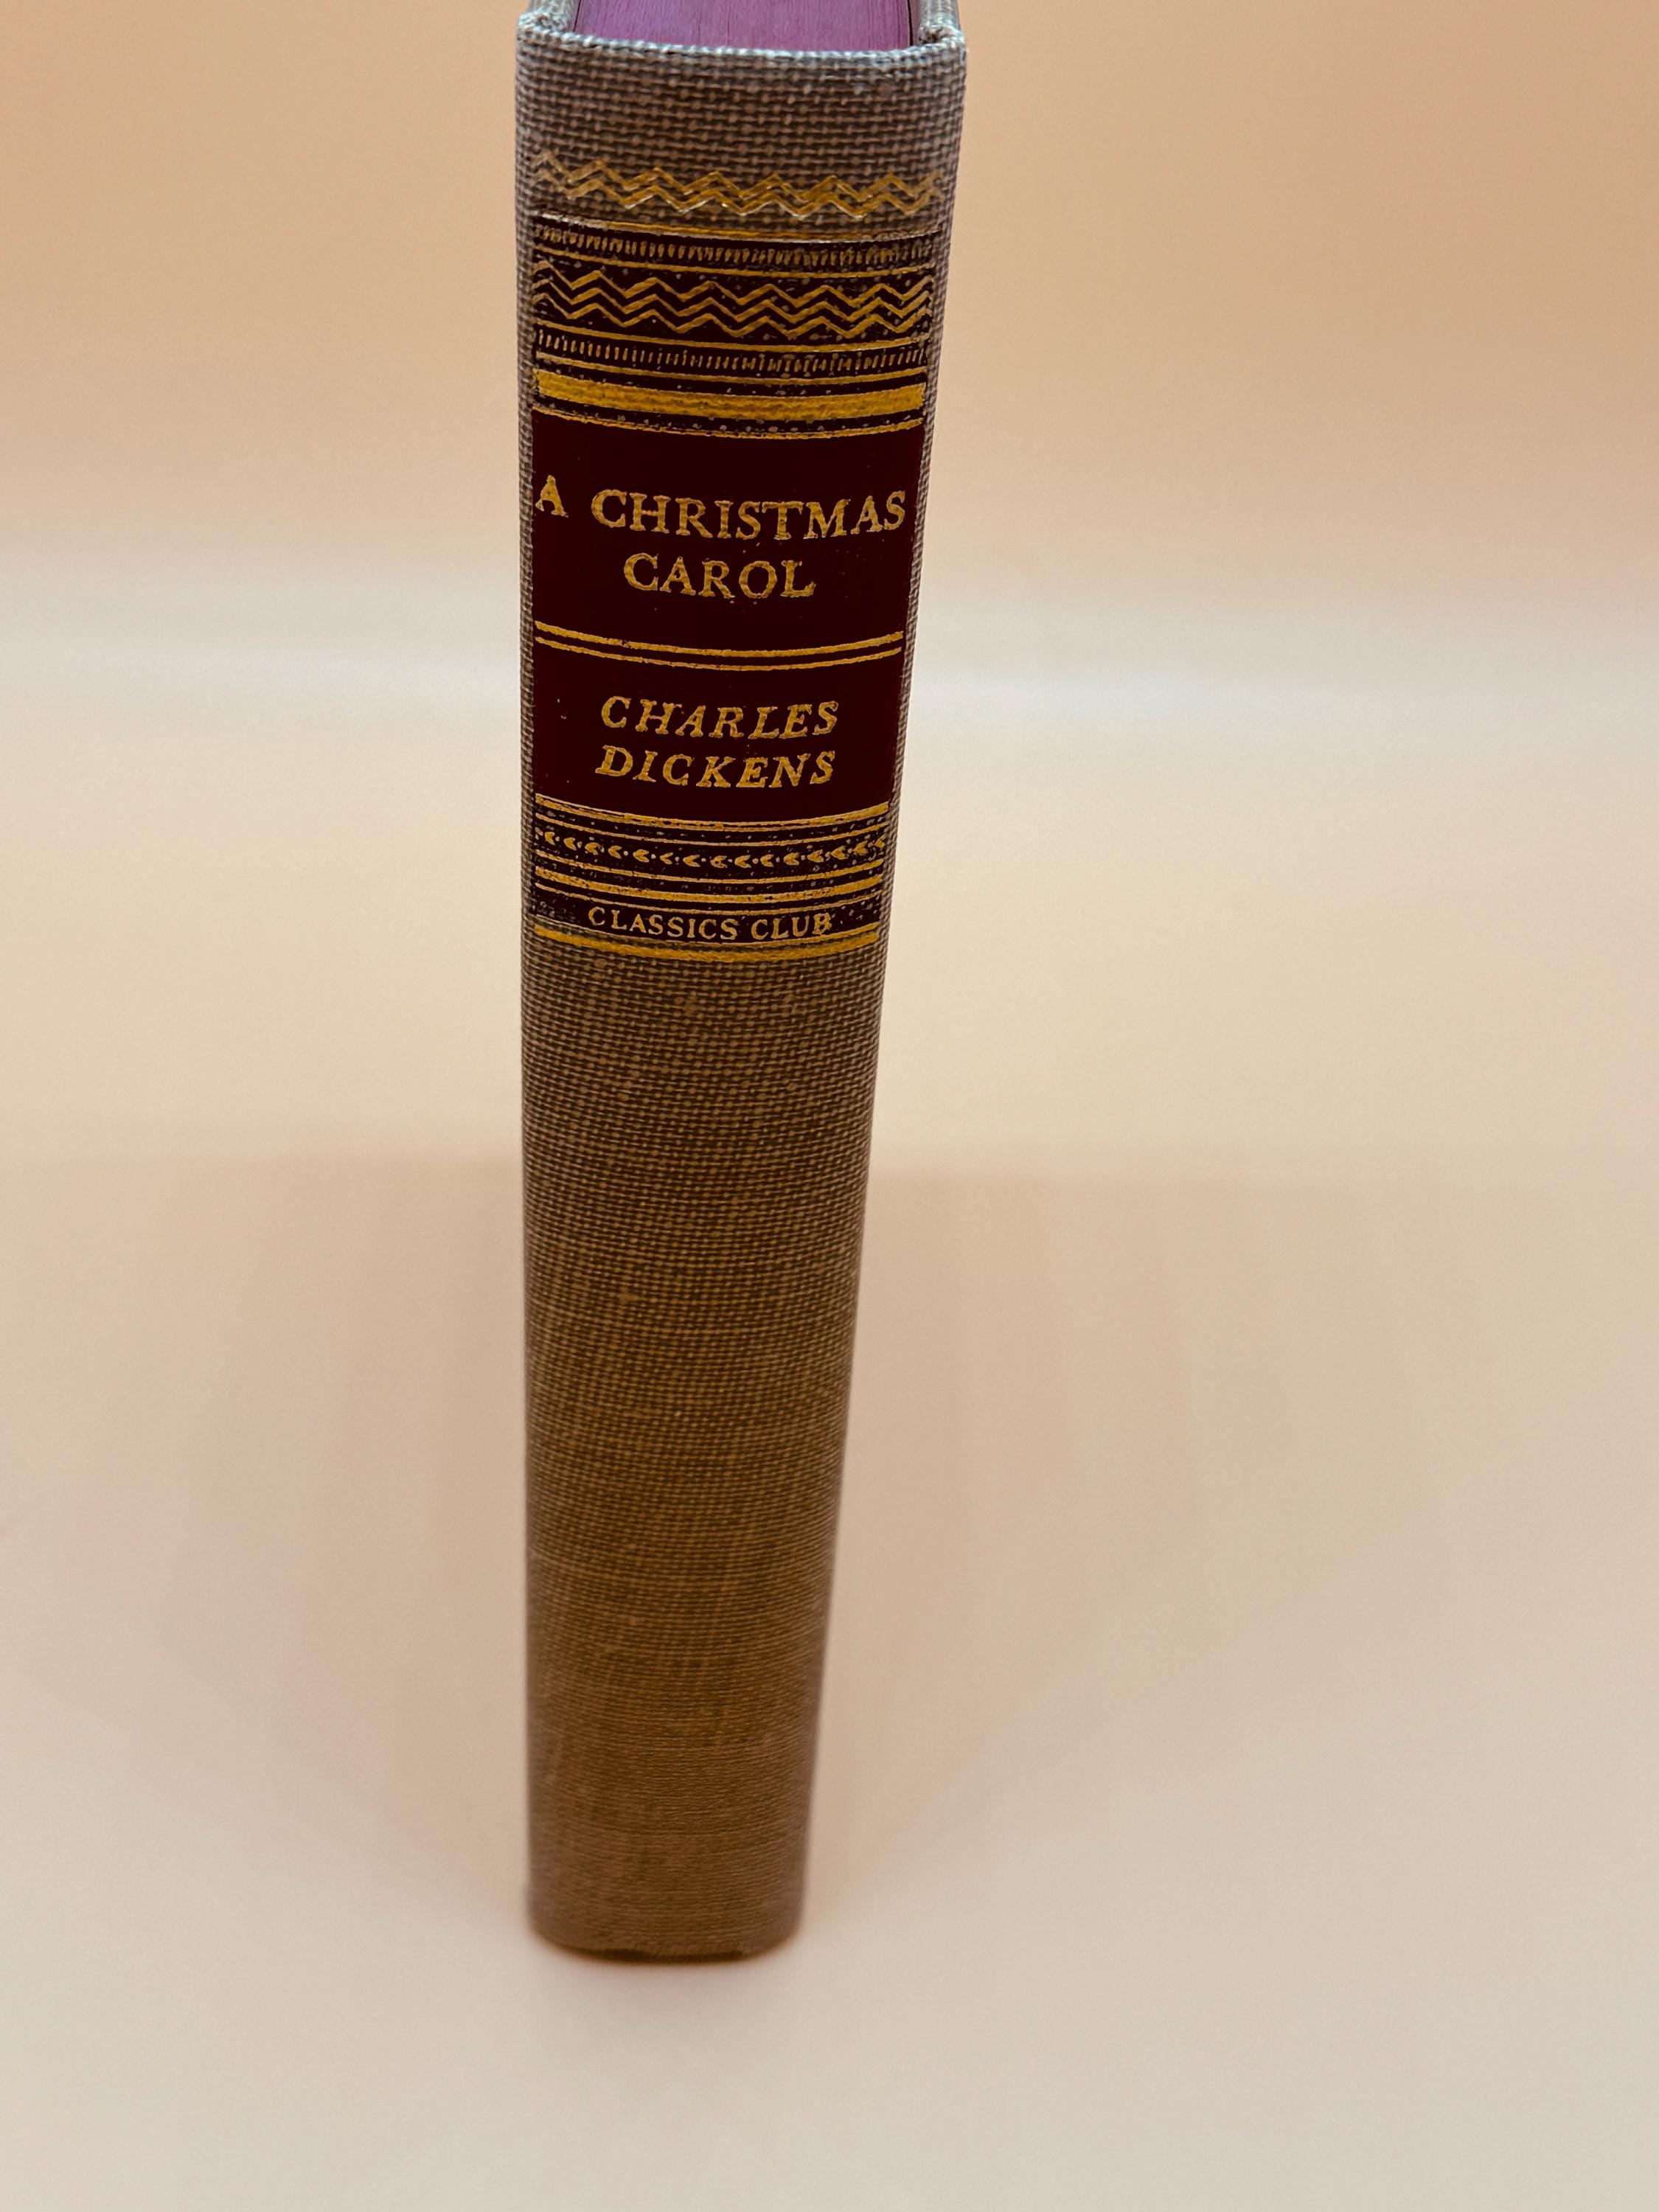 A CHRISTMAS
CAROL
CHARLES
DICKENS
CLASSICS CLUB